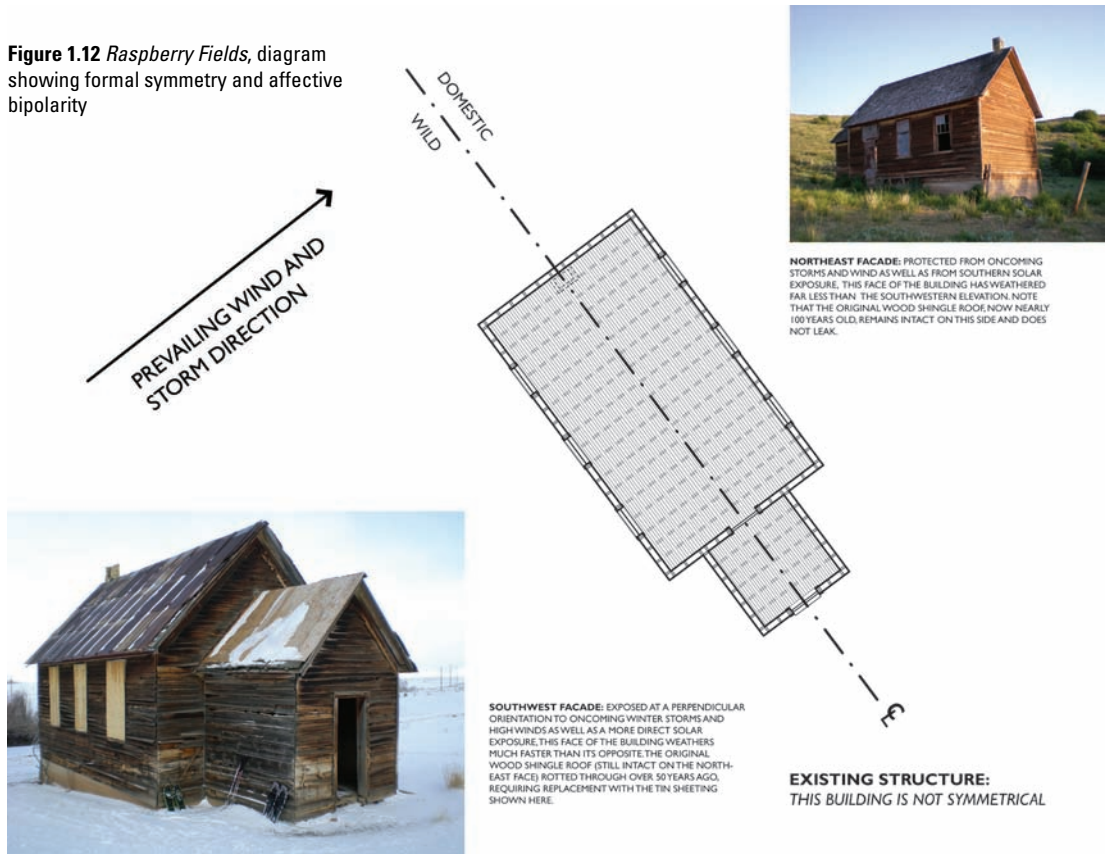 Figure 1.12 Raspberry Fields, diagram
showing formal symmetry and affective
bipolarity
DOMESTIC
WILD
PREVAILING WIND AND
STORM DIRECTION
NORTHEAST FACADE: PROTECTED FROM ONCOMING
STORMS AND WIND AS WELL AS FROM SOUTHERN SOLAR
EXPOSURE, THIS FACE OF THE BUILDING HAS WEATHERED
FAR LESS THAN THE SOUTHWESTERN ELEVATION. NOTE
THAT THE ORIGINAL WOOD SHINGLE ROOF, NOW NEARLY
100 YEARS OLD, REMAINS INTACT ON THIS SIDE AND DOES
NOT LEAK.
SOUTHWEST FACADE: EXPOSED AT A PERPENDICULAR
ORIENTATION TO ONCOMING WINTER STORMS AND
HIGH WINDS AS WELL AS A MORE DIRECT SOLAR
EXPOSURE, THIS FACE OF THE BUILDING WEATHERS
MUCH FASTER THAN ITS OPPOSITE. THE ORIGINAL
WOOD SHINGLE ROOF (STILL INTACT ON THE NORTH-
EAST FACE) ROTTED THROUGH OVER 50 YEARS AGO,
REQUIRING REPLACEMENT WITH THE TIN SHEETING
SHOWN HERE.
℄
EXISTING STRUCTURE:
THIS BUILDING IS NOT SYMMETRICAL